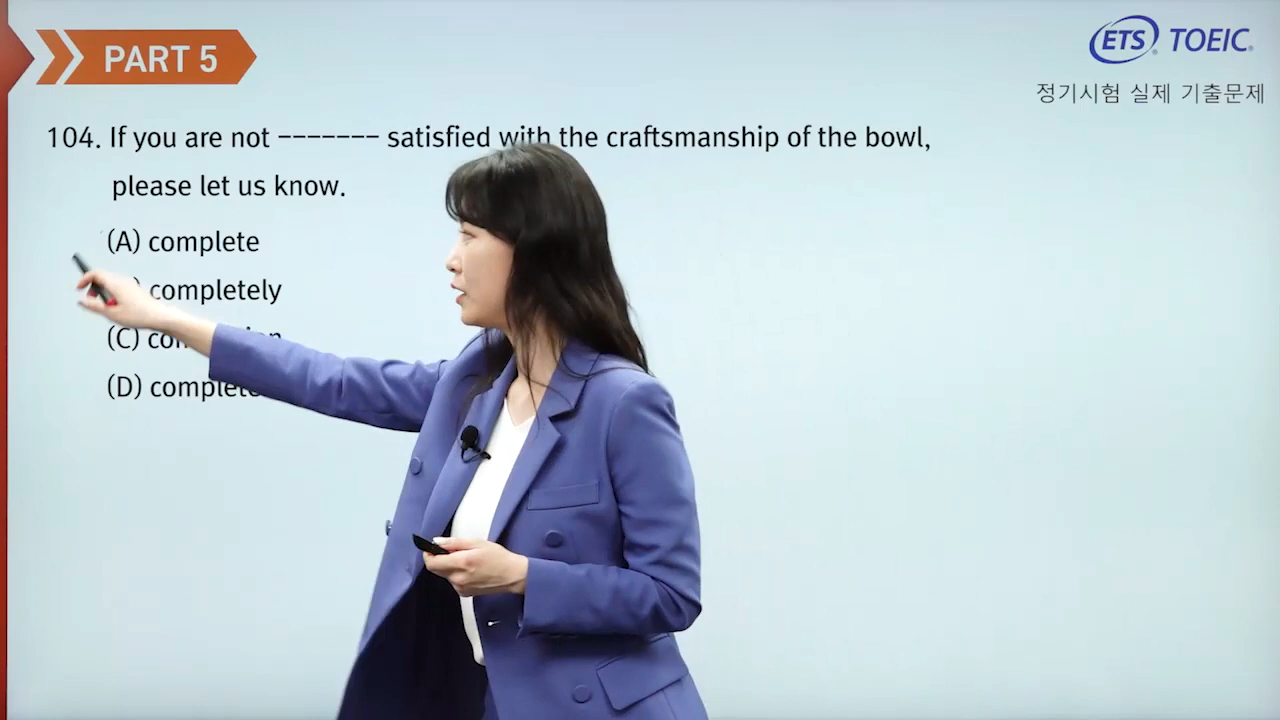 PART 5
ETS TOEIC
정기시험 실제 기출문제
104. If you are not ------- satisfied with the craftsmanship of the bowl,
please let us know.
(A) complete
completely
(C)
(D)